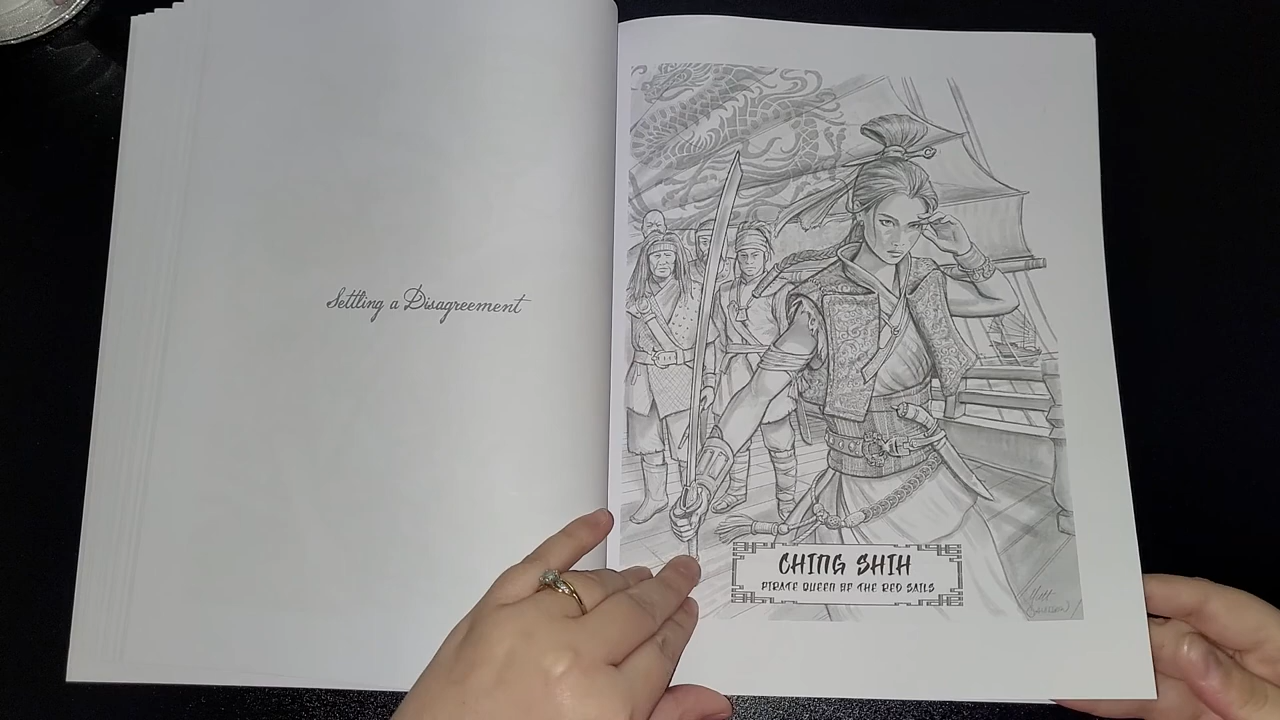 Settling a Disagreement
CHING SHIH
PIRATE QUEEN OF THE RED SAILS